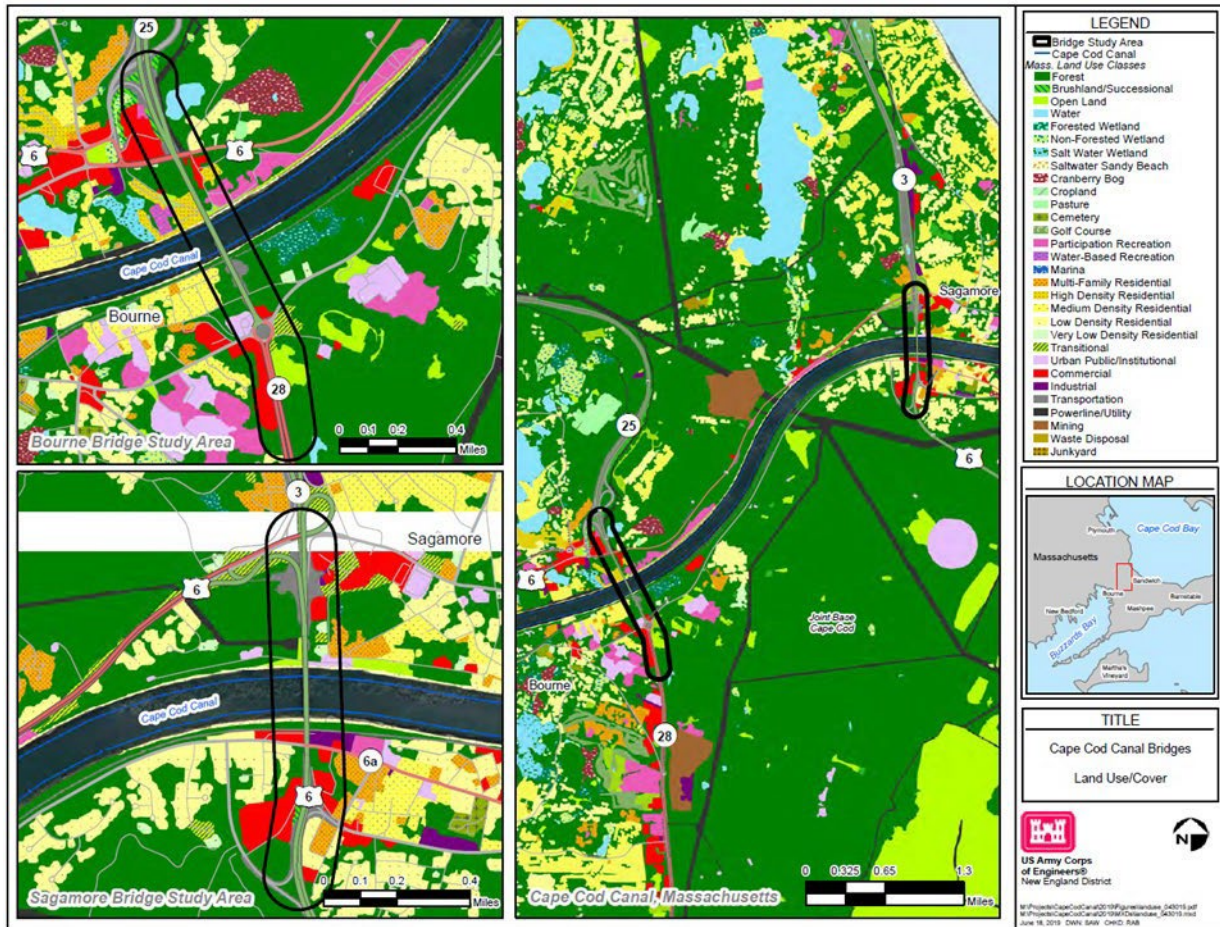 25
6
6
Cape Cod Canal
Bourne
28
Bourne Bridge Study Area
0 0.1 0.2 0.4
Miles
3
Sagamore
6
Cape Cod Canal
6a
6
Sagamore Bridge Study Area
0 0.1 0.2 0.4
Miles
3
Sagamore
25
6
6
Joint Base
Cape Cod
Bourne
28
Cape Cod Canal, Massachusetts
0 0.325 0.65 1.3
Miles
LEGEND
Bridge Study Area
Cape Cod Canal
Mass. Land Use Classes
Forest
Brushland/Successional
Open Land
Water
Forested Wetland
Non-Forested Wetland
Salt Water Wetland
Saltwater Sandy Beach
Cranberry Bog
Cropland
Pasture
Cemetery
Golf Course
Participation Recreation
Water-Based Recreation
Marina
Multi-Family Residential
High Density Residential
Medium Density Residential
Low Density Residential
Very Low Density Residential
Transitional
Urban Public/Institutional
Commercial
Industrial
Transportation
Powerline/Utility
Mining
Waste Disposal
Junkyard
LOCATION MAP
Plymouth
Cape Cod Bay
Massachusetts
Sandwich
Bourne
Barnstable
New Bedford
Mashpee
Buzzards Bay
Martha's
Vineyard
TITLE
Cape Cod Canal Bridges
Land Use/Cover
N
US Army Corps
of Engineers®
New England District
June 18, 2019 DWN: SAW CHKD: RAB